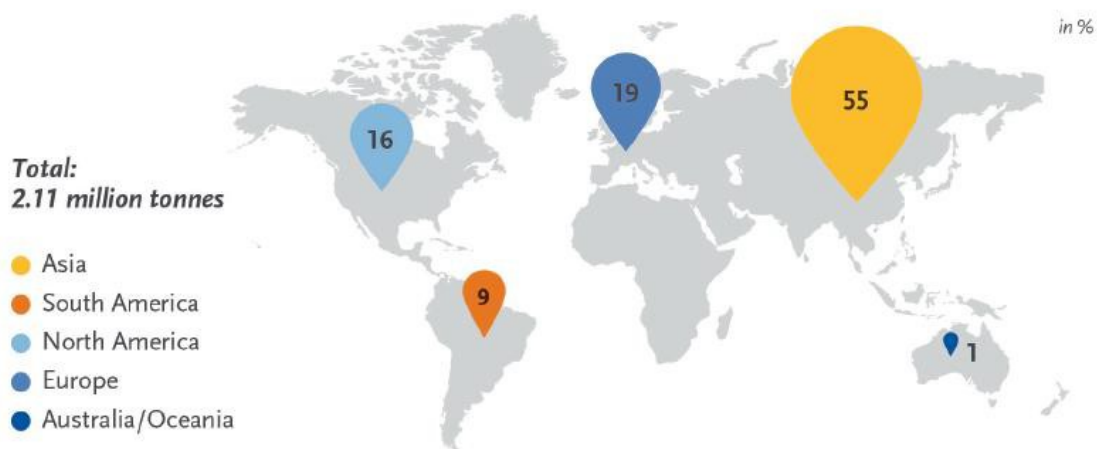 in %
19
55
16
Total:
2.11 million tonnes
Asia
South America
North America
Europe
Australia/Oceania
9
1